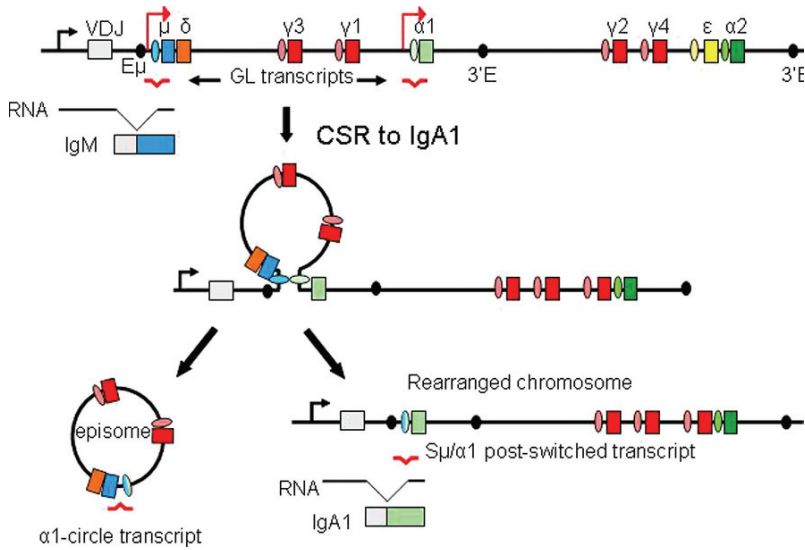 VDJ μ δ γ3 γ1 α1 γ2 γ4 ε α2
Eμ GL transcripts 3'E 3'E
RNA
IgM
CSR to IgA1
Rearranged chromosome
episome
Sμ/α1 post-switched transcript
RNA
IgA1
α1-circle transcript